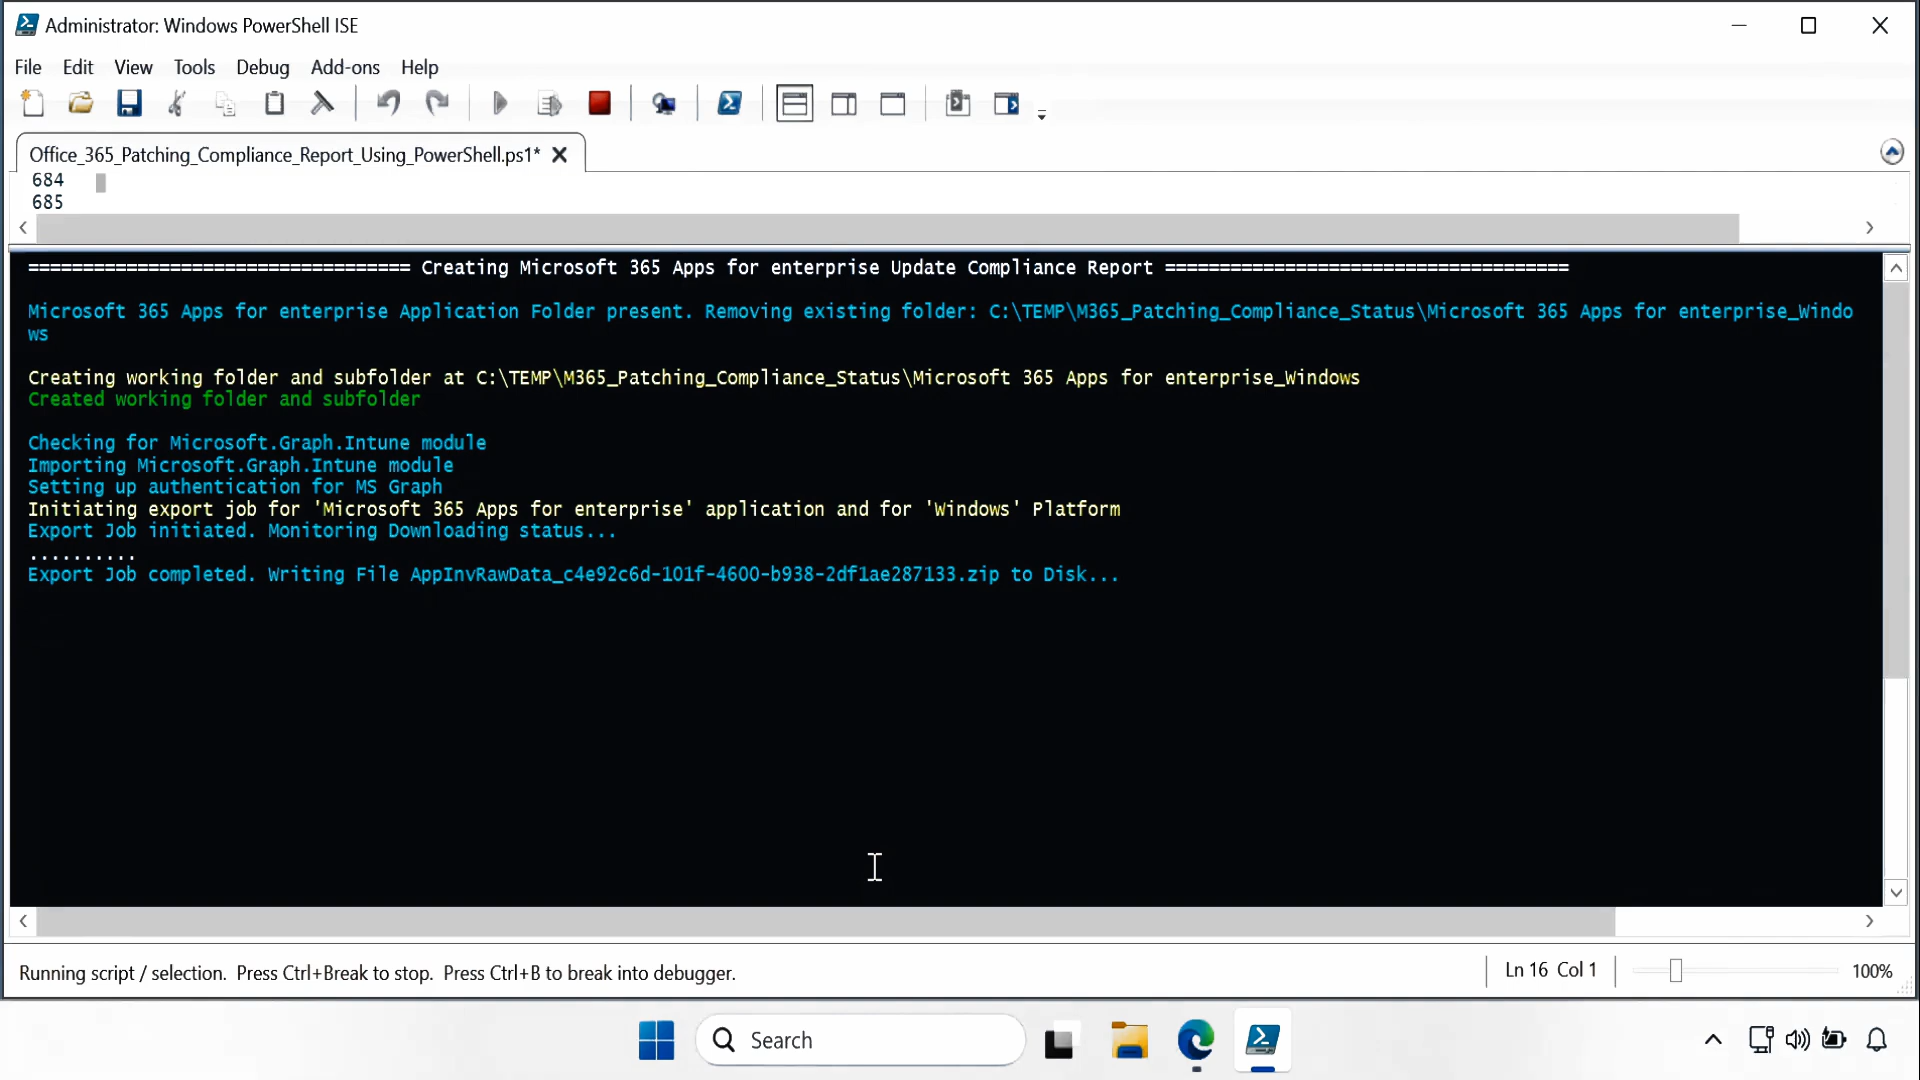 Administrator: Windows PowerShell ISE
File Edit View Tools Debug Add-ons Help
Office_365_Patching_Compliance_Report_Using_PowerShell.ps1*
684
685
=================================== Creating Microsoft 365 Apps for enterprise Update Compliance Report =====================================
Microsoft 365 Apps for enterprise Application Folder present. Removing existing folder: C:\TEMP\M365_Patching_Compliance_Status\Microsoft 365 Apps for enterprise_Windo
ws
Creating working folder and subfolder at C:\TEMP\M365_Patching_Compliance_Status\Microsoft 365 Apps for enterprise_Windows
Created working folder and subfolder
Checking for Microsoft.Graph.Intune module
Importing Microsoft.Graph.Intune module
Setting up authentication for MS Graph
Initiating export job for 'Microsoft 365 Apps for enterprise' application and for 'Windows' Platform
Export Job initiated. Monitoring Downloading status...
..........
Export Job completed. Writing File AppInvRawData_c4e92c6d-101f-4600-b938-2df1ae287133.zip to Disk...
Running script / selection. Press Ctrl+Break to stop. Press Ctrl+B to break into debugger.
Ln 16 Col 1
100%
Search